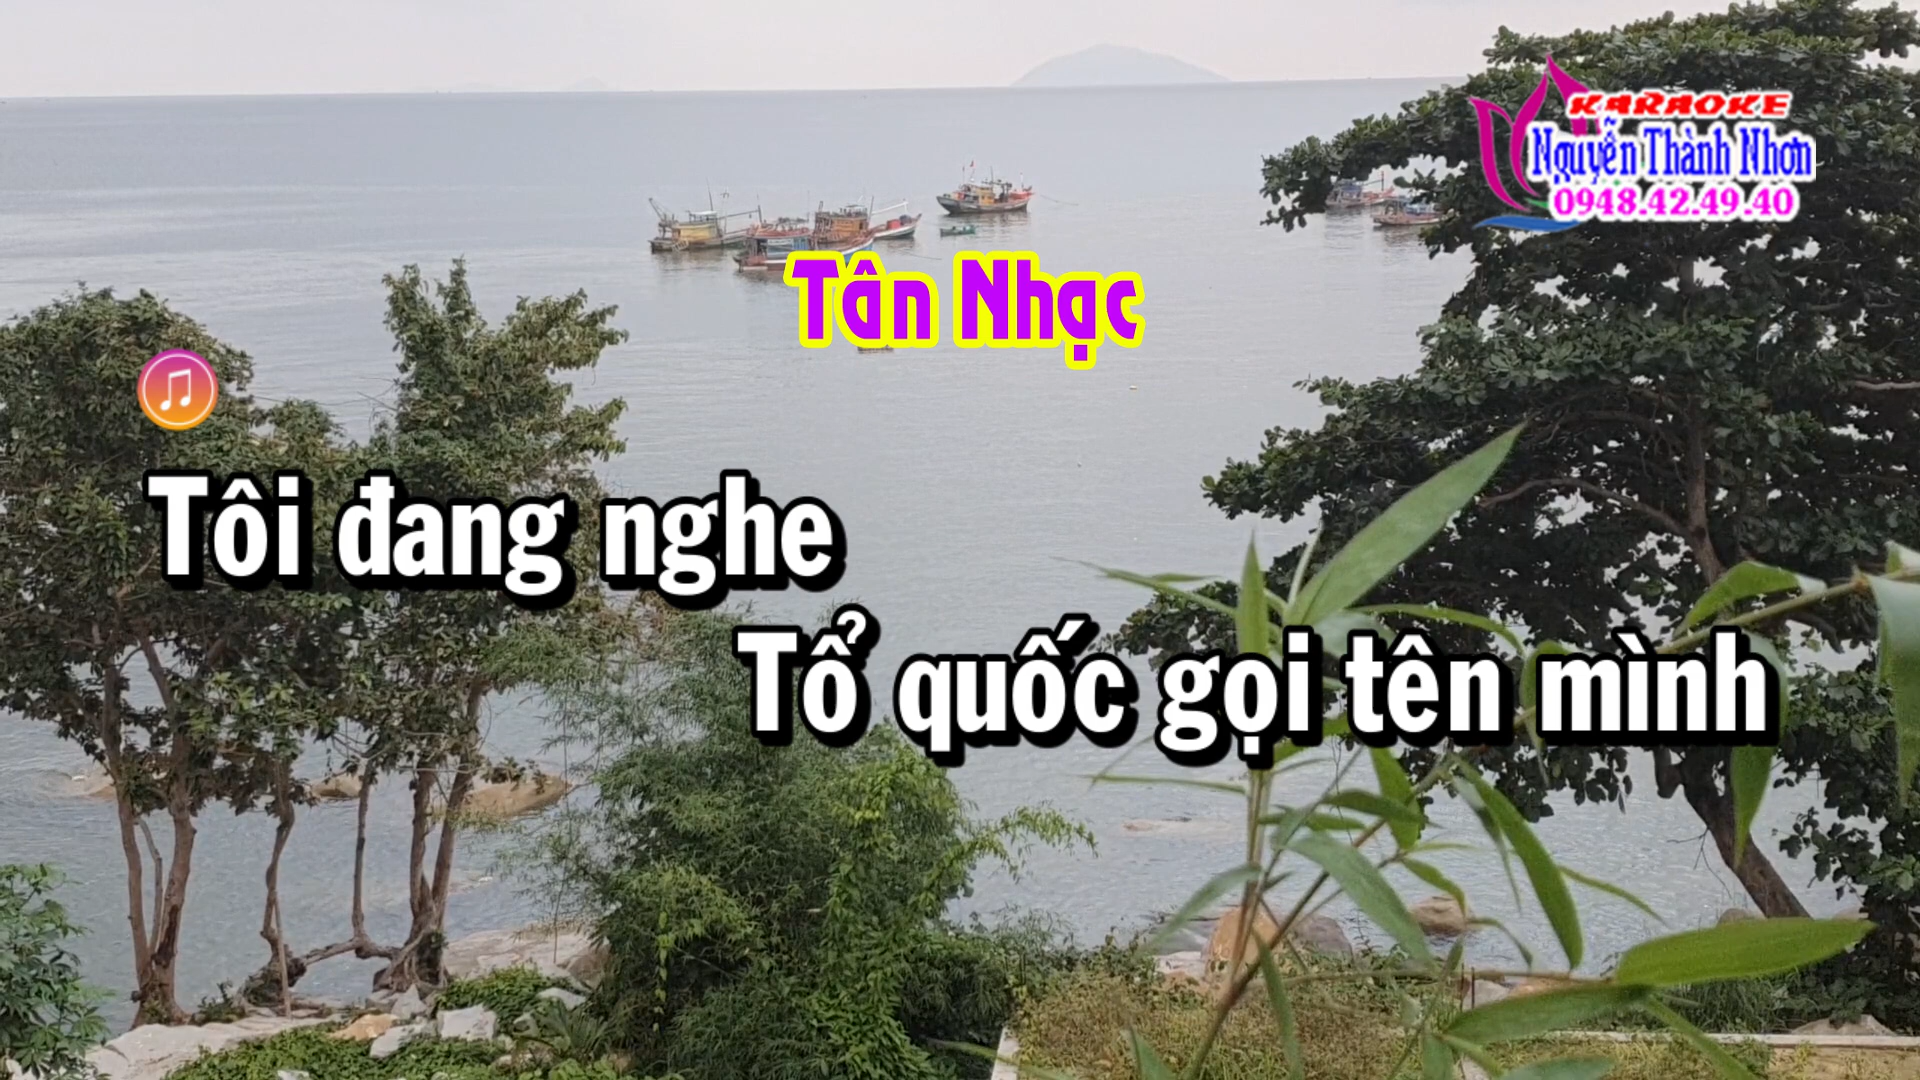 KARAOKE
Nguyễn Thành Nhơn
0948.42.49.40
Tân Nhạc
Tôi đang nghe
Tổ quốc gọi tên mình